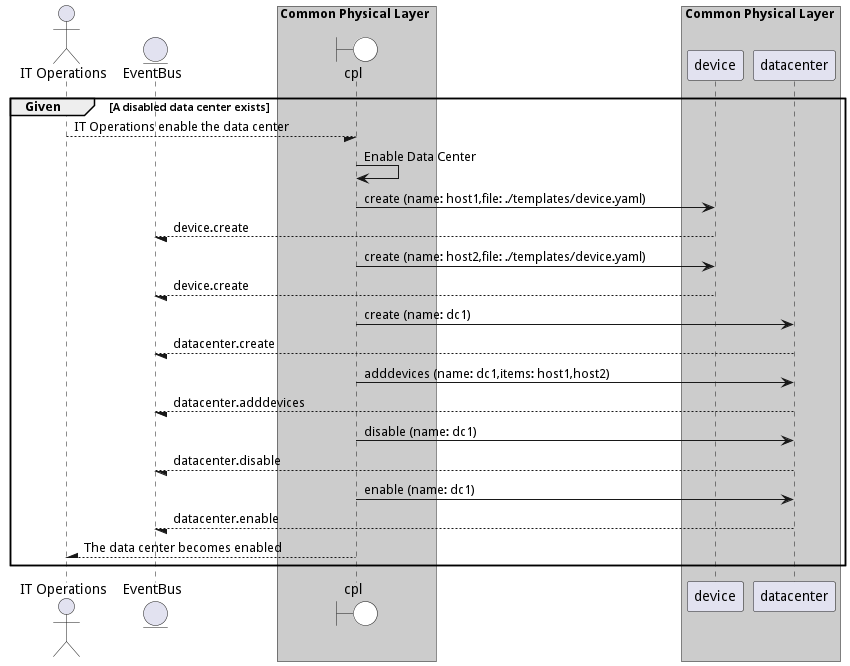 Common Physical Layer
Common Physical Layer
IT Operations
EventBus
cpl
device
datacenter
Given
[A disabled data center exists]
IT Operations enable the data center
Enable Data Center
create (name: host1,file: ./templates/device.yaml)
device.create
create (name: host2,file: ./templates/device.yaml)
device.create
create (name: dc1)
datacenter.create
adddevices (name: dc1,items: host1,host2)
datacenter.adddevices
disable (name: dc1)
datacenter.disable
enable (name: dc1)
datacenter.enable
The data center becomes enabled
IT Operations
EventBus
cpl
device
datacenter